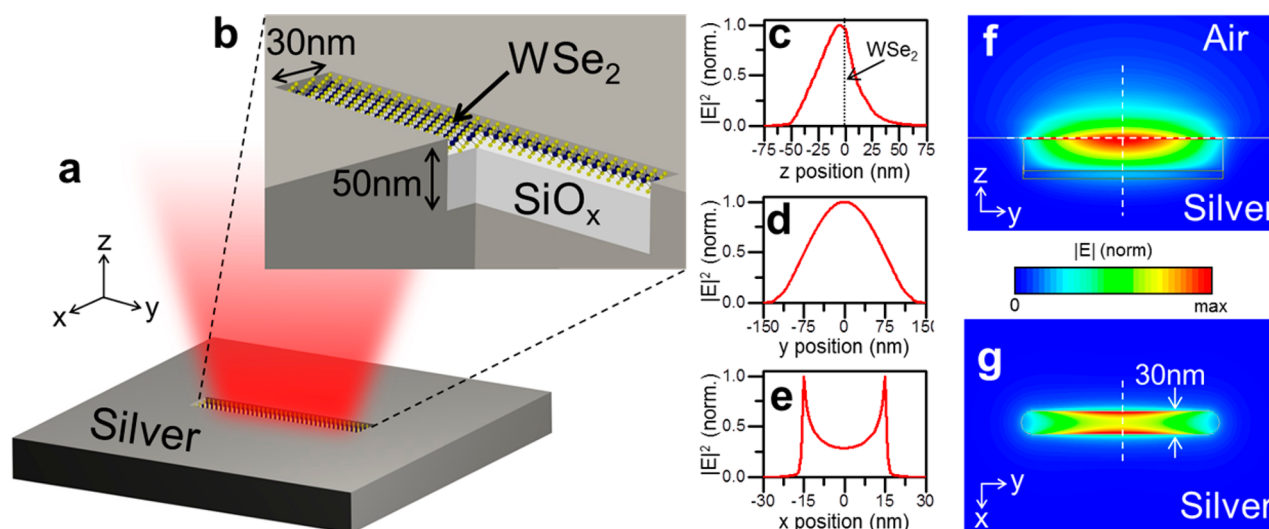 a
z
x
y
Silver
b
30nm
WSe₂
50nm
SiOₓ
c
|E|² (norm.)
1.0
0.5
0.0
WSe₂
-75 -50 -25 0 25 50 75
z position (nm)
d
|E|² (norm.)
1.0
0.5
0.0
-150 -75 0 75 150
y position (nm)
e
|E|² (norm.)
1.0
0.5
0.0
-30 -15 0 15 30
x position (nm)
f
Air
z
y
Silver
|E| (norm)
0 max
g
30nm
y
x
Silver